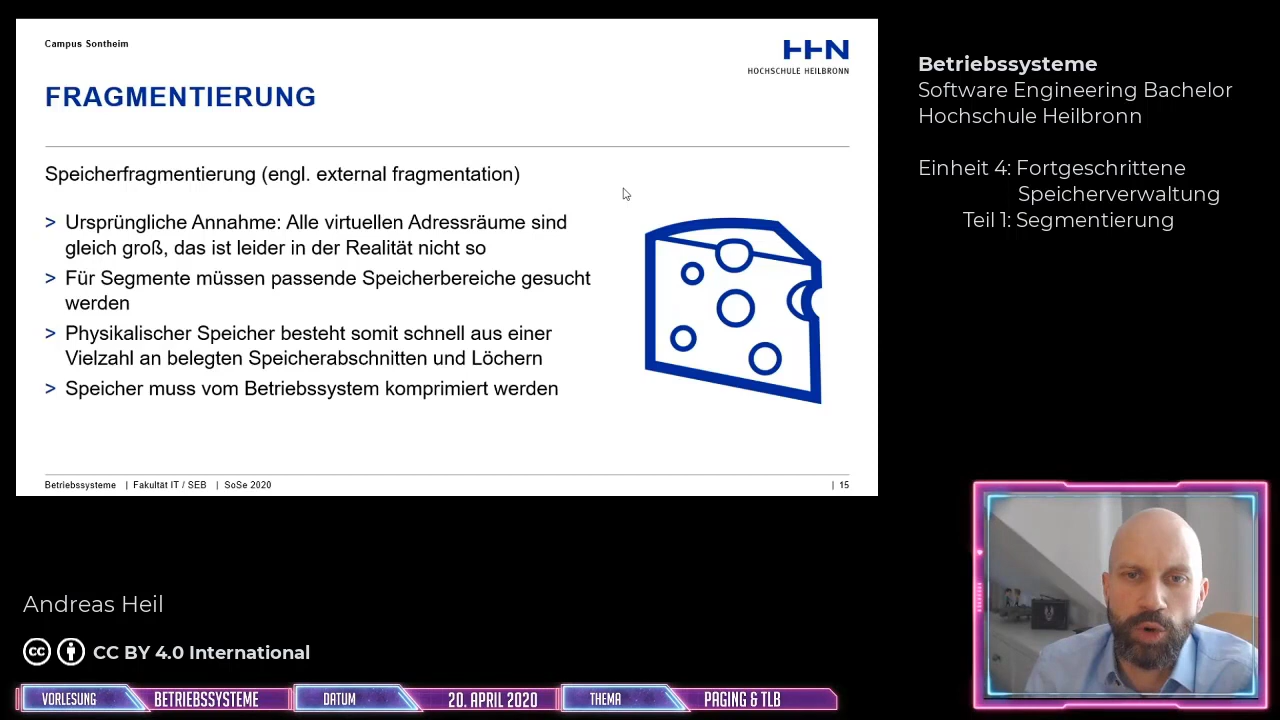 Campus Sontheim
HHN
HOCHSCHULE HEILBRONN
FRAGMENTIERUNG
Speicherfragmentierung (engl. external fragmentation)
> Ursprüngliche Annahme: Alle virtuellen Adressräume sind
gleich groß, das ist leider in der Realität nicht so
> Für Segmente müssen passende Speicherbereiche gesucht
werden
> Physikalischer Speicher besteht somit schnell aus einer
Vielzahl an belegten Speicherabschnitten und Löchern
> Speicher muss vom Betriebssystem komprimiert werden
Betriebssysteme | Fakultät IT / SEB | SoSe 2020 | 15
Betriebssysteme
Software Engineering Bachelor
Hochschule Heilbronn
Einheit 4: Fortgeschrittene
Speicherverwaltung
Teil 1: Segmentierung
Andreas Heil
cc CC BY 4.0 International
VORLESUNG BETRIEBSSYSTEME DATUM 20. APRIL 2020 THEMA PAGING & TLB